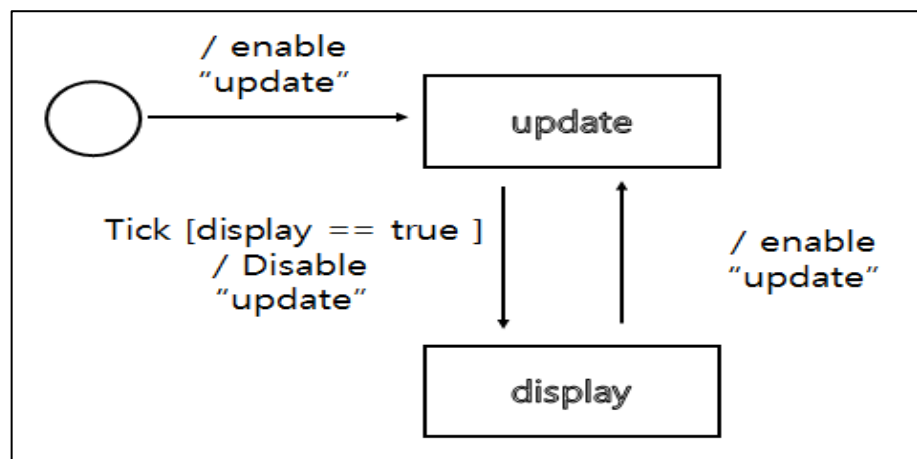 / enable
"update"
update
Tick [display == true ]
/ Disable
"update"
/ enable
"update"
display